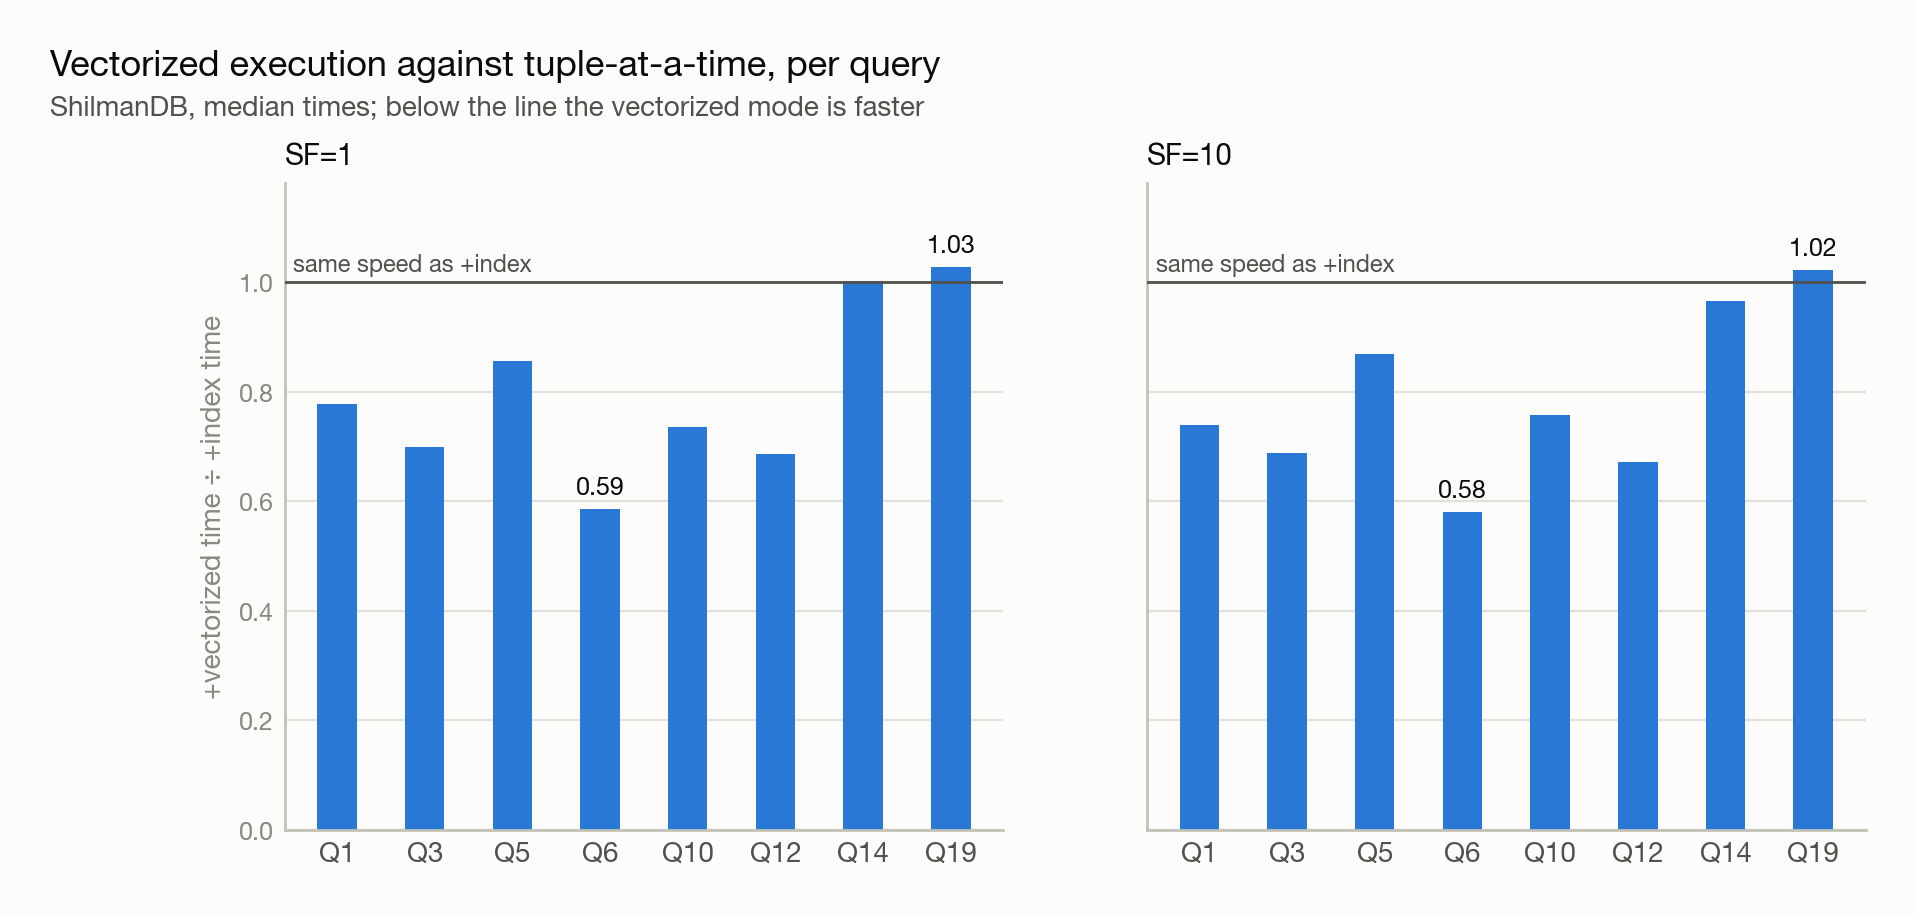 Vectorized execution against tuple-at-a-time, per query
ShilmanDB, median times; below the line the vectorized mode is faster
SF=1
+vectorized time ÷ +index time
1.0
0.8
0.6
0.4
0.2
0.0
same speed as +index
0.59
1.03
Q1 Q3 Q5 Q6 Q10 Q12 Q14 Q19
SF=10
same speed as +index
0.58
1.02
Q1 Q3 Q5 Q6 Q10 Q12 Q14 Q19